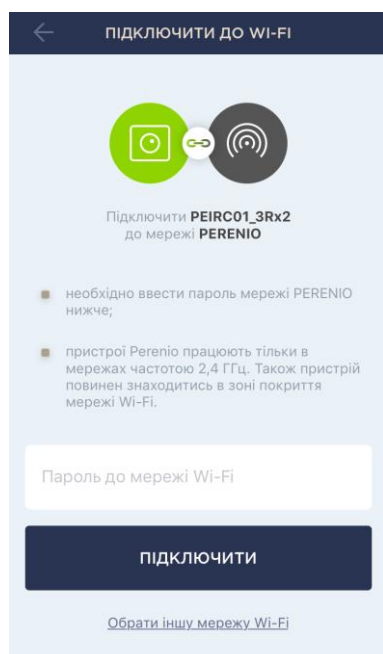 ПІДКЛЮЧИТИ ДО WI-FI
Підключити PEIRC01_3Rx2
до мережі PERENIO
необхідно ввести пароль мережі PERENIO
нижче;
пристрої Perenio працюють тільки в
мережах частотою 2,4 ГГц. Також пристрій
повинен знаходитись в зоні покриття
мережі Wi-Fi.
Пароль до мережі Wi-Fi
ПІДКЛЮЧИТИ
Обрати іншу мережу Wi-Fi